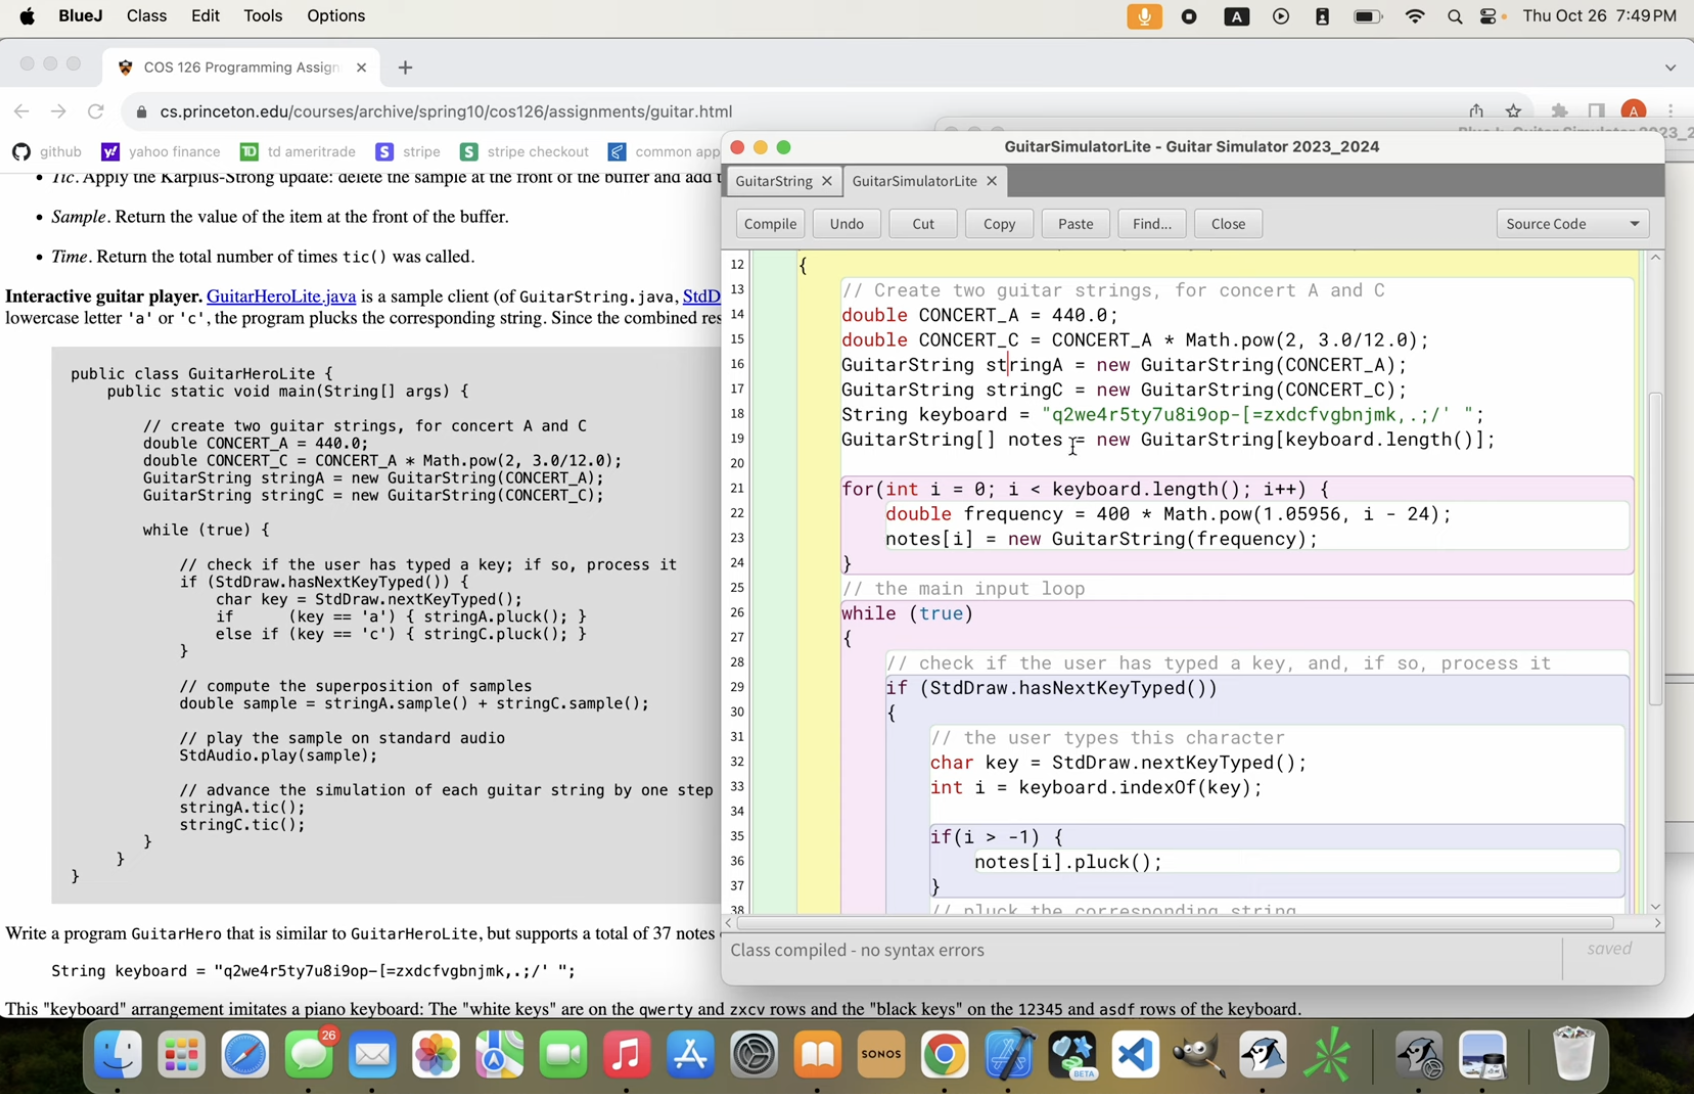 BlueJ Class Edit Tools Options A Thu Oct 26 7:49 PM
COS 126 Programming Assign
cs.princeton.edu/courses/archive/spring10/cos126/assignments/guitar.html A
github yahoo finance td ameritrade stripe stripe checkout common app
• Tic. Apply the Karplus-Strong update: delete the sample at the front of the buffer and add t
• Sample. Return the value of the item at the front of the buffer.
• Time. Return the total number of times tic() was called.
Interactive guitar player. GuitarHeroLite.java is a sample client (of GuitarString.java, StdD
lowercase letter 'a' or 'c', the program plucks the corresponding string. Since the combined res
public class GuitarHeroLite {
public static void main(String[] args) {
// create two guitar strings, for concert A and C
double CONCERT_A = 440.0;
double CONCERT_C = CONCERT_A * Math.pow(2, 3.0/12.0);
GuitarString stringA = new GuitarString(CONCERT_A);
GuitarString stringC = new GuitarString(CONCERT_C);
while (true) {
// check if the user has typed a key; if so, process it
if (StdDraw.hasNextKeyTyped()) {
char key = StdDraw.nextKeyTyped();
if (key == 'a') { stringA.pluck(); }
else if (key == 'c') { stringC.pluck(); }
}
// compute the superposition of samples
double sample = stringA.sample() + stringC.sample();
// play the sample on standard audio
StdAudio.play(sample);
// advance the simulation of each guitar string by one step
stringA.tic();
stringC.tic();
}
}
}
Write a program GuitarHero that is similar to GuitarHeroLite, but supports a total of 37 notes
String keyboard = "q2we4r5ty7u8i9op-[=zxdcfvgbnjmk,.;/' ";
This "keyboard" arrangement imitates a piano keyboard: The "white keys" are on the qwerty and zxcv rows and the "black keys" on the 12345 and asdf rows of the keyboard.
GuitarSimulatorLite - Guitar Simulator 2023_2024
GuitarString GuitarSimulatorLite
Compile Undo Cut Copy Paste Find... Close Source Code
12 {
13 // Create two guitar strings, for concert A and C
14 double CONCERT_A = 440.0;
15 double CONCERT_C = CONCERT_A * Math.pow(2, 3.0/12.0);
16 GuitarString stringA = new GuitarString(CONCERT_A);
17 GuitarString stringC = new GuitarString(CONCERT_C);
18 String keyboard = "q2we4r5ty7u8i9op-[=zxdcfvgbnjmk,.;/' ";
19 GuitarString[] notes = new GuitarString[keyboard.length()];
20
21 for(int i = 0; i < keyboard.length(); i++) {
22 double frequency = 400 * Math.pow(1.05956, i - 24);
23 notes[i] = new GuitarString(frequency);
24 }
25 // the main input loop
26 while (true)
27 {
28 // check if the user has typed a key, and, if so, process it
29 if (StdDraw.hasNextKeyTyped())
30 {
31 // the user types this character
32 char key = StdDraw.nextKeyTyped();
33 int i = keyboard.indexOf(key);
34
35 if(i > -1) {
36 notes[i].pluck();
37 }
38 // pluck the corresponding string
Class compiled - no syntax errors
saved
26
SONOS
BETA